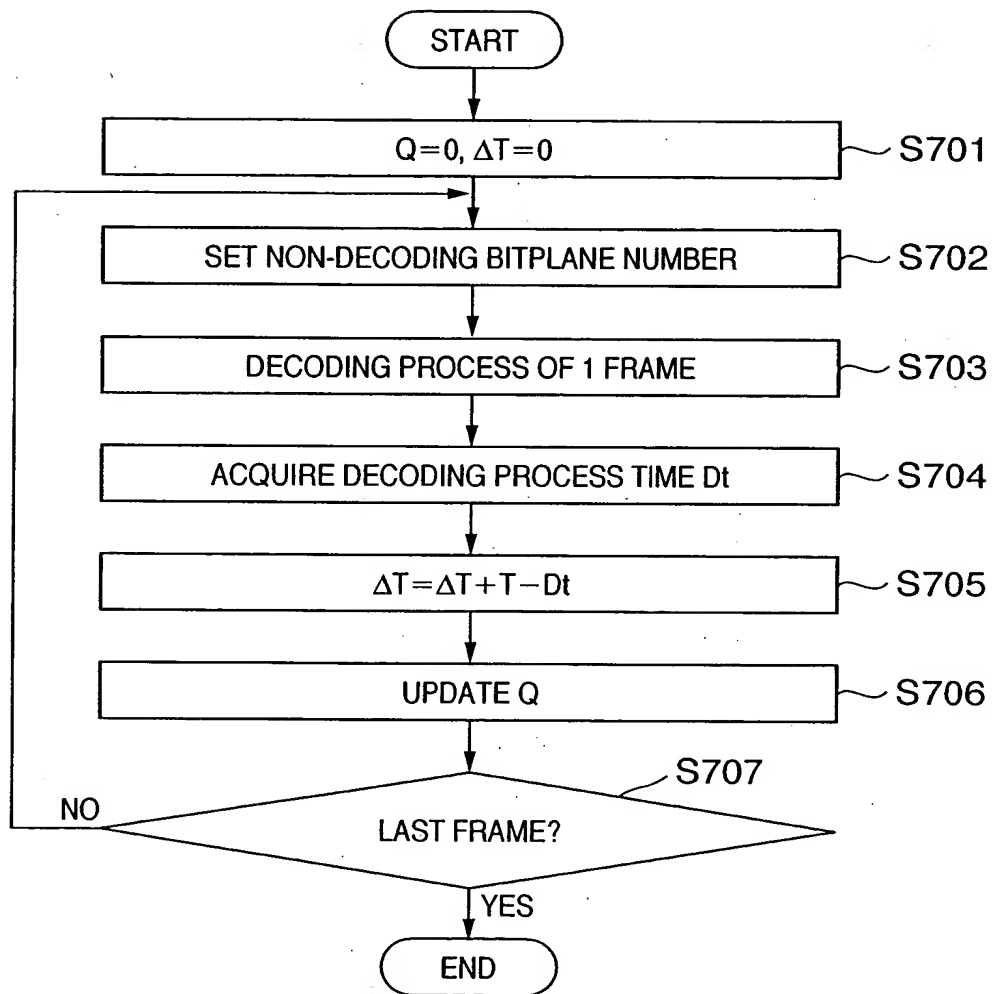 START
Q=0, ΔT=0
S701
SET NON-DECODING BITPLANE NUMBER
S702
DECODING PROCESS OF 1 FRAME
S703
ACQUIRE DECODING PROCESS TIME Dt
S704
ΔT=ΔT+T-Dt
S705
UPDATE Q
S706
S707
NO
LAST FRAME?
YES
END